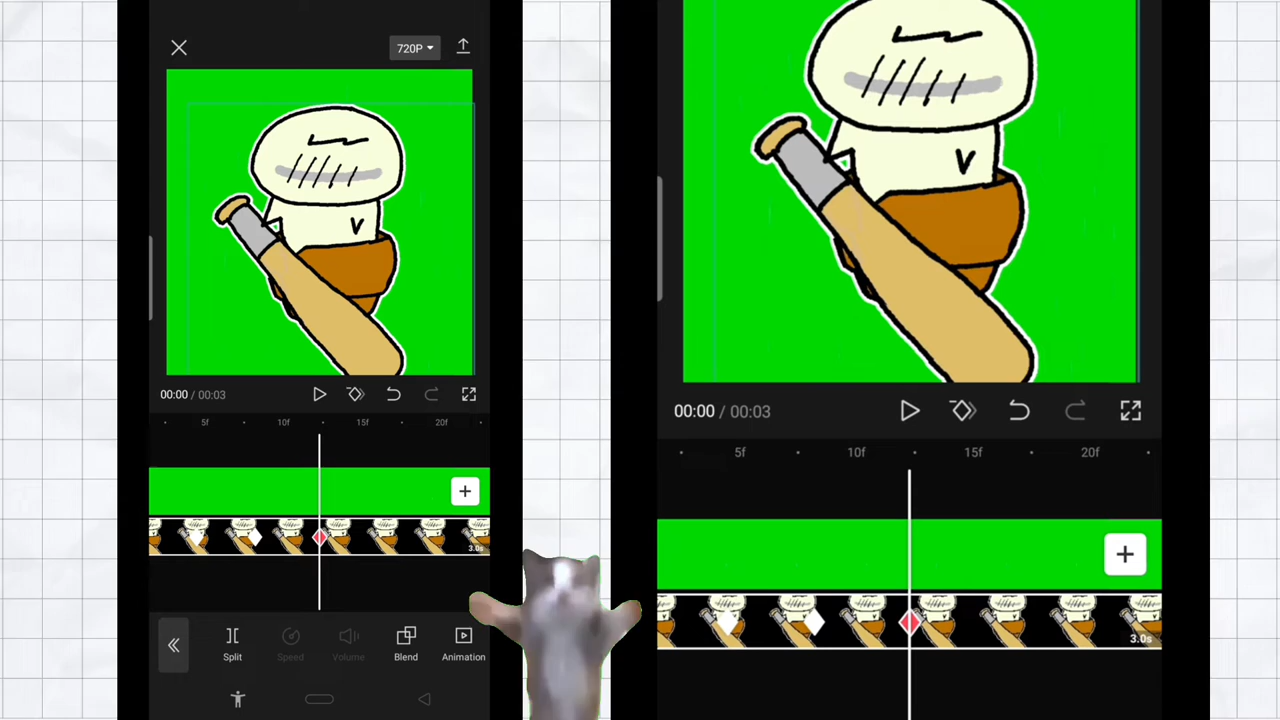 720P
00:00 / 00:03
5f 10f 15f 20f
3.0s
Split Speed Volume Blend Animation
V
00:00 / 00:03
5f 10f 15f 20f
3.0s
V